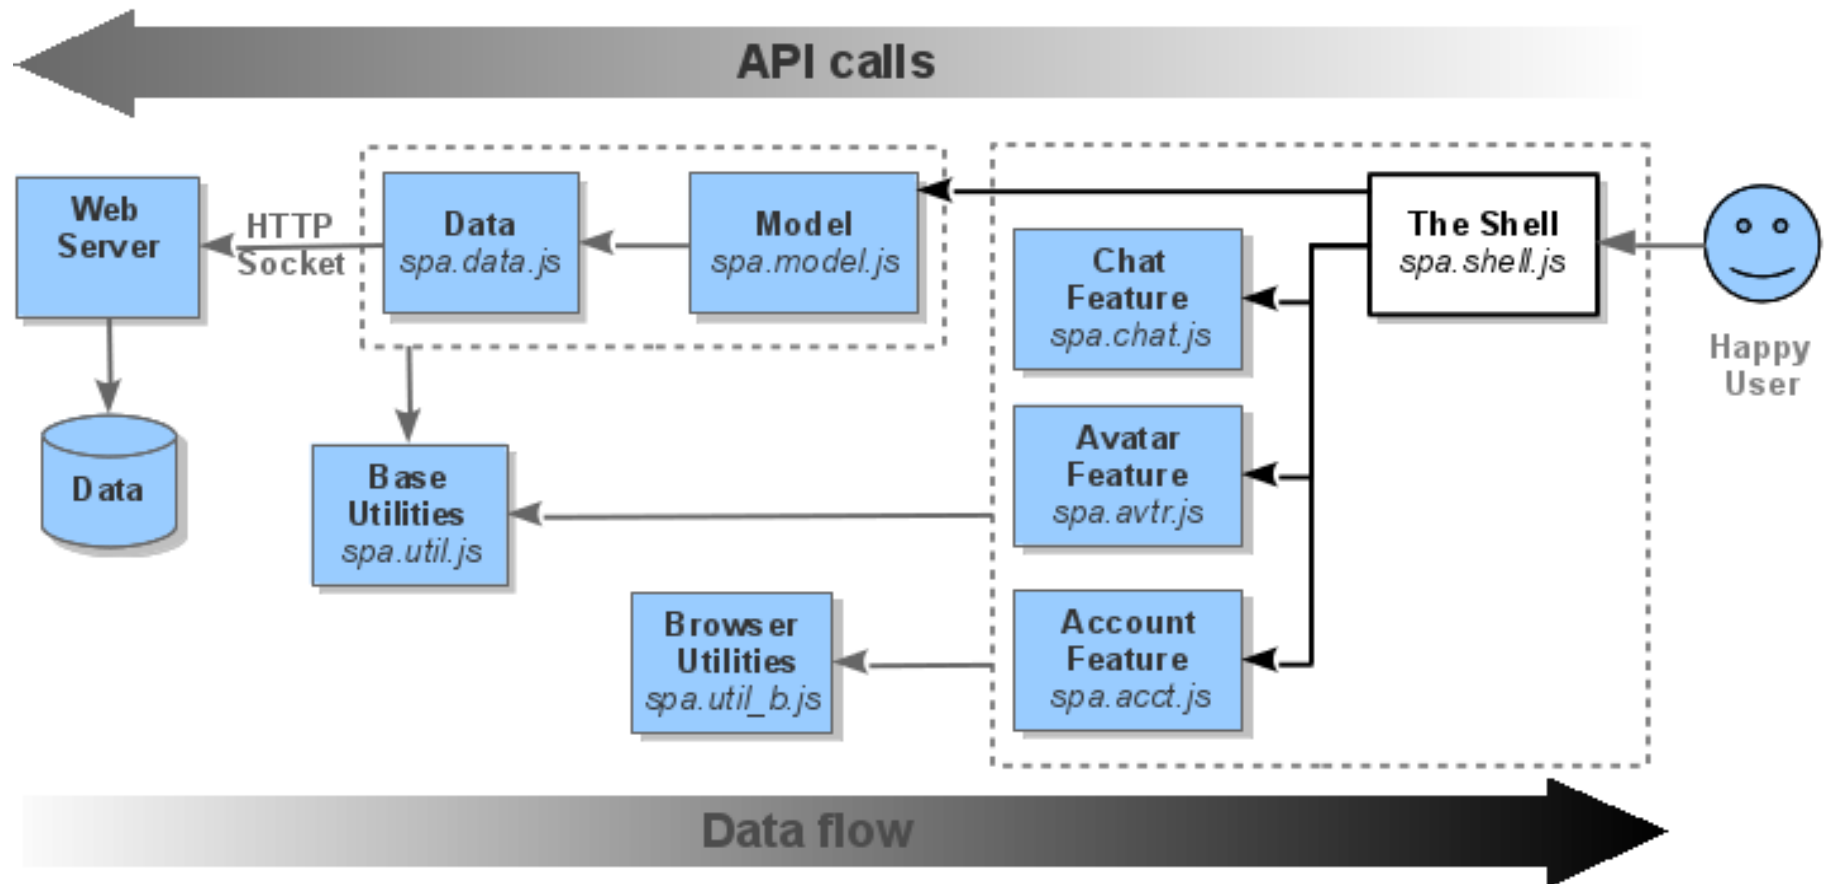 API calls
Web
Server
HTTP
Socket
Data
spa.data.js
Model
spa.model.js
The Shell
spa.shell.js
Happy
User
Chat
Feature
spa.chat.js
Avatar
Feature
spa.avtr.js
Account
Feature
spa.acct.js
Data
Base
Utilities
spa.util.js
Browser
Utilities
spa.util_b.js
Data flow